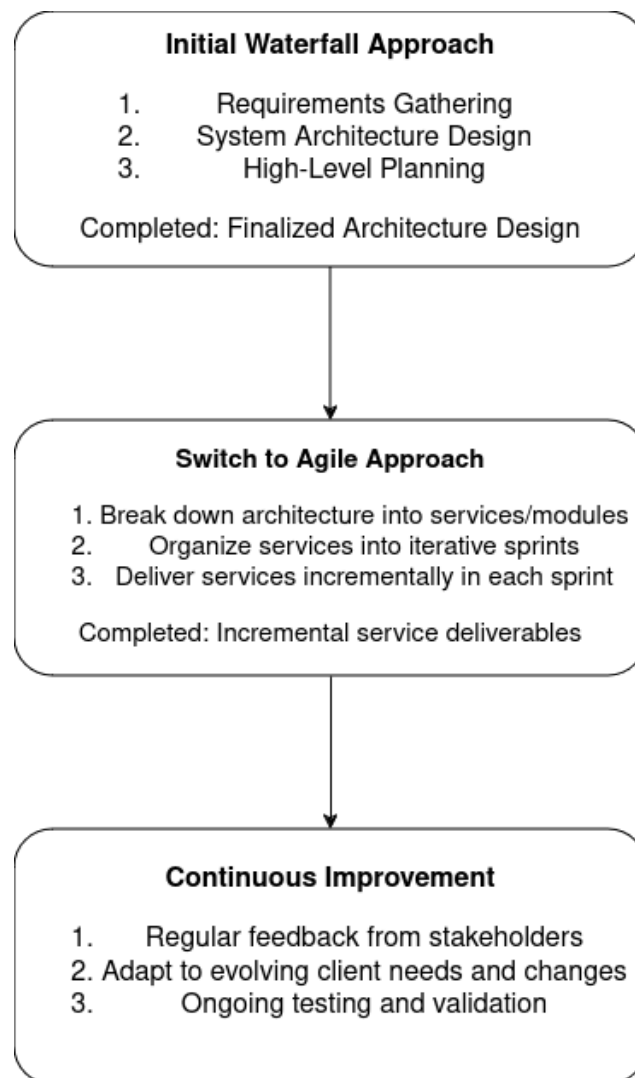 Initial Waterfall Approach
1. Requirements Gathering
2. System Architecture Design
3. High-Level Planning
Completed: Finalized Architecture Design
Switch to Agile Approach
1. Break down architecture into services/modules
2. Organize services into iterative sprints
3. Deliver services incrementally in each sprint
Completed: Incremental service deliverables
Continuous Improvement
1. Regular feedback from stakeholders
2. Adapt to evolving client needs and changes
3. Ongoing testing and validation